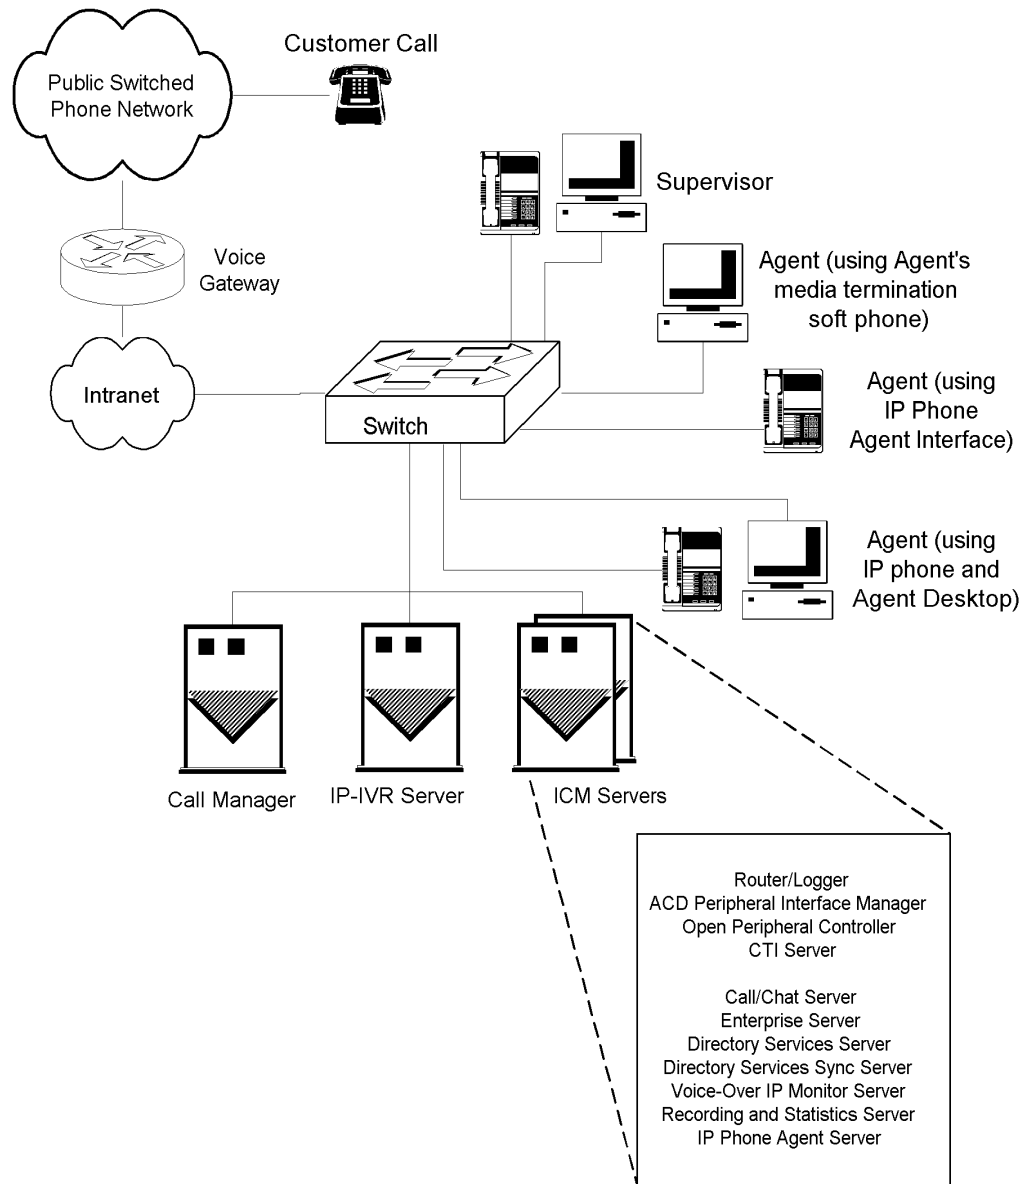 Customer Call
Public Switched
Phone Network
Supervisor
Voice
Gateway
Agent (using Agent's
media termination
soft phone)
Intranet
Switch
Agent (using
IP Phone
Agent Interface)
Agent (using
IP phone and
Agent Desktop)
Call Manager
IP-IVR Server
ICM Servers
Router/Logger
ACD Peripheral Interface Manager
Open Peripheral Controller
CTI Server
Call/Chat Server
Enterprise Server
Directory Services Server
Directory Services Sync Server
Voice-Over IP Monitor Server
Recording and Statistics Server
IP Phone Agent Server